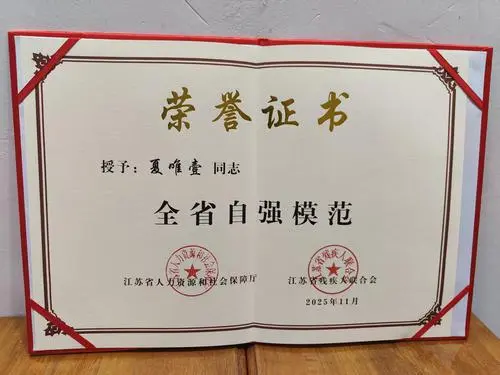 荣誉证书
授予：夏唯壹 同志
全省自强模范
江苏省人力资源和社会保障厅 江苏省残疾人联合会
2025年11月